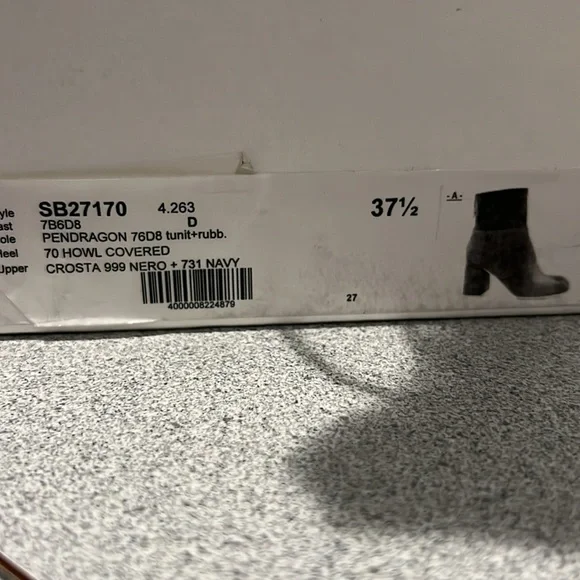 yle SB27170 4.263 37½ -A-
ast 7B6D8 D
ole PENDRAGON 76D8 tunit+rubb.
eel 70 HOWL COVERED
Upper CROSTA 999 NERO + 731 NAVY
4000008224879
27